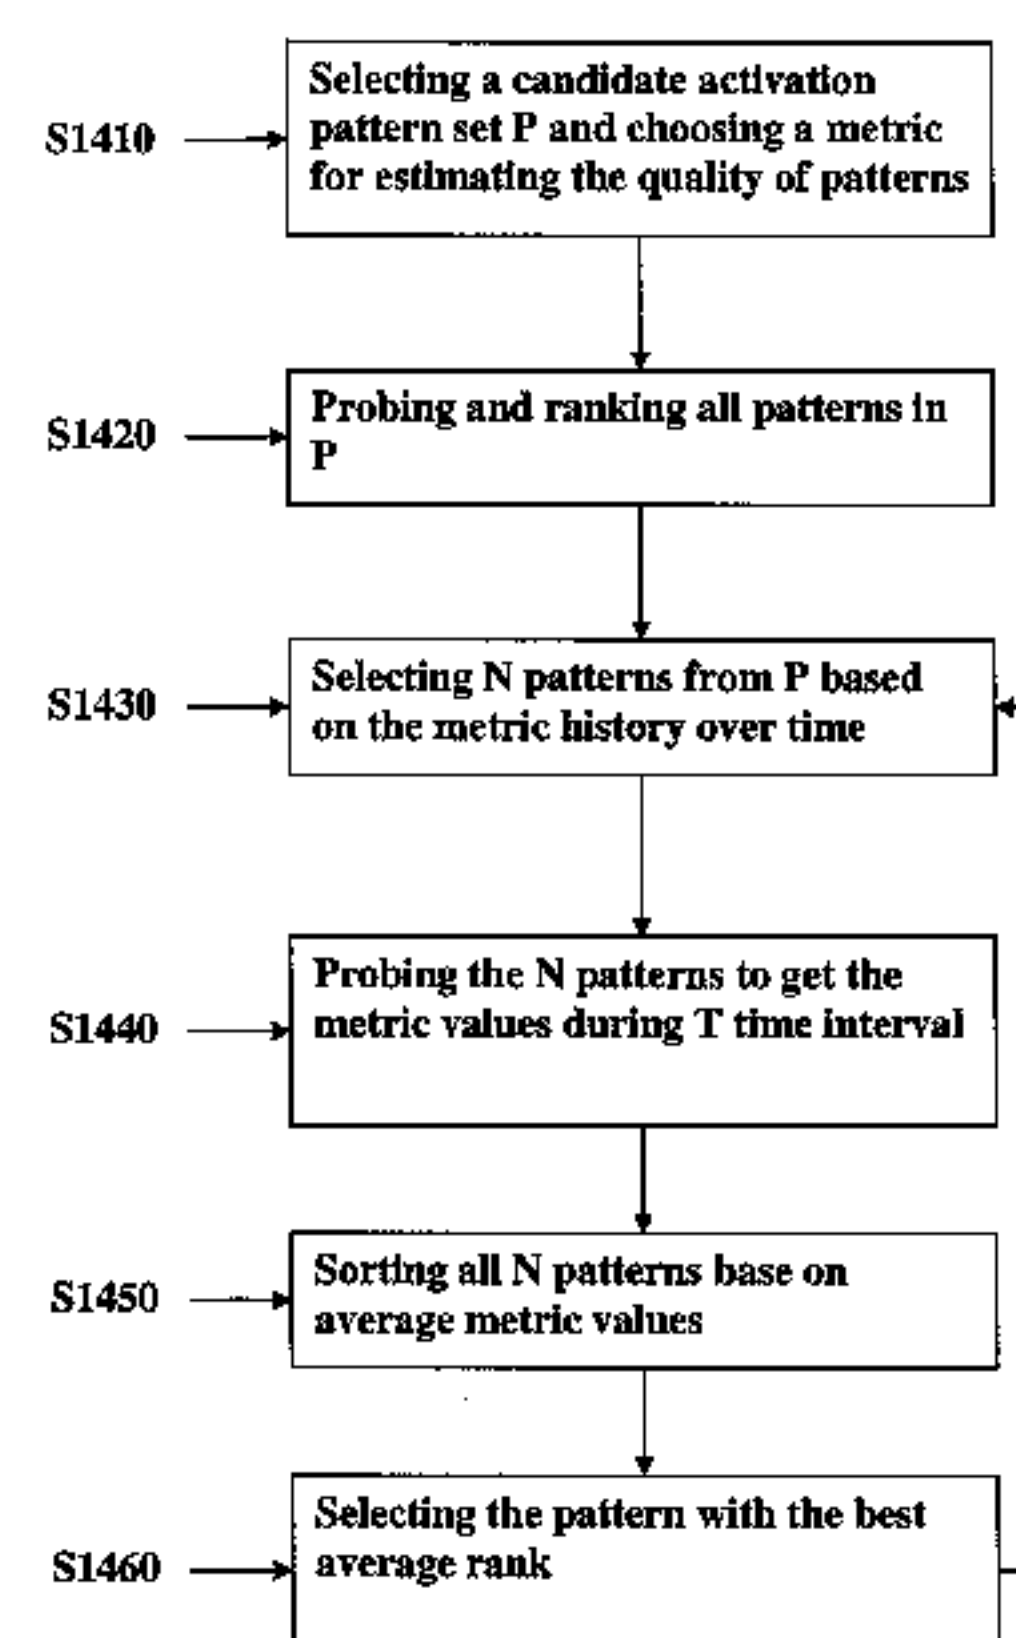 S1410
Selecting a candidate activation
pattern set P and choosing a metric
for estimating the quality of patterns
S1420
Probing and ranking all patterns in
P
S1430
Selecting N patterns from P based
on the metric history over time
S1440
Probing the N patterns to get the
metric values during T time interval
S1450
Sorting all N patterns base on
average metric values
S1460
Selecting the pattern with the best
average rank